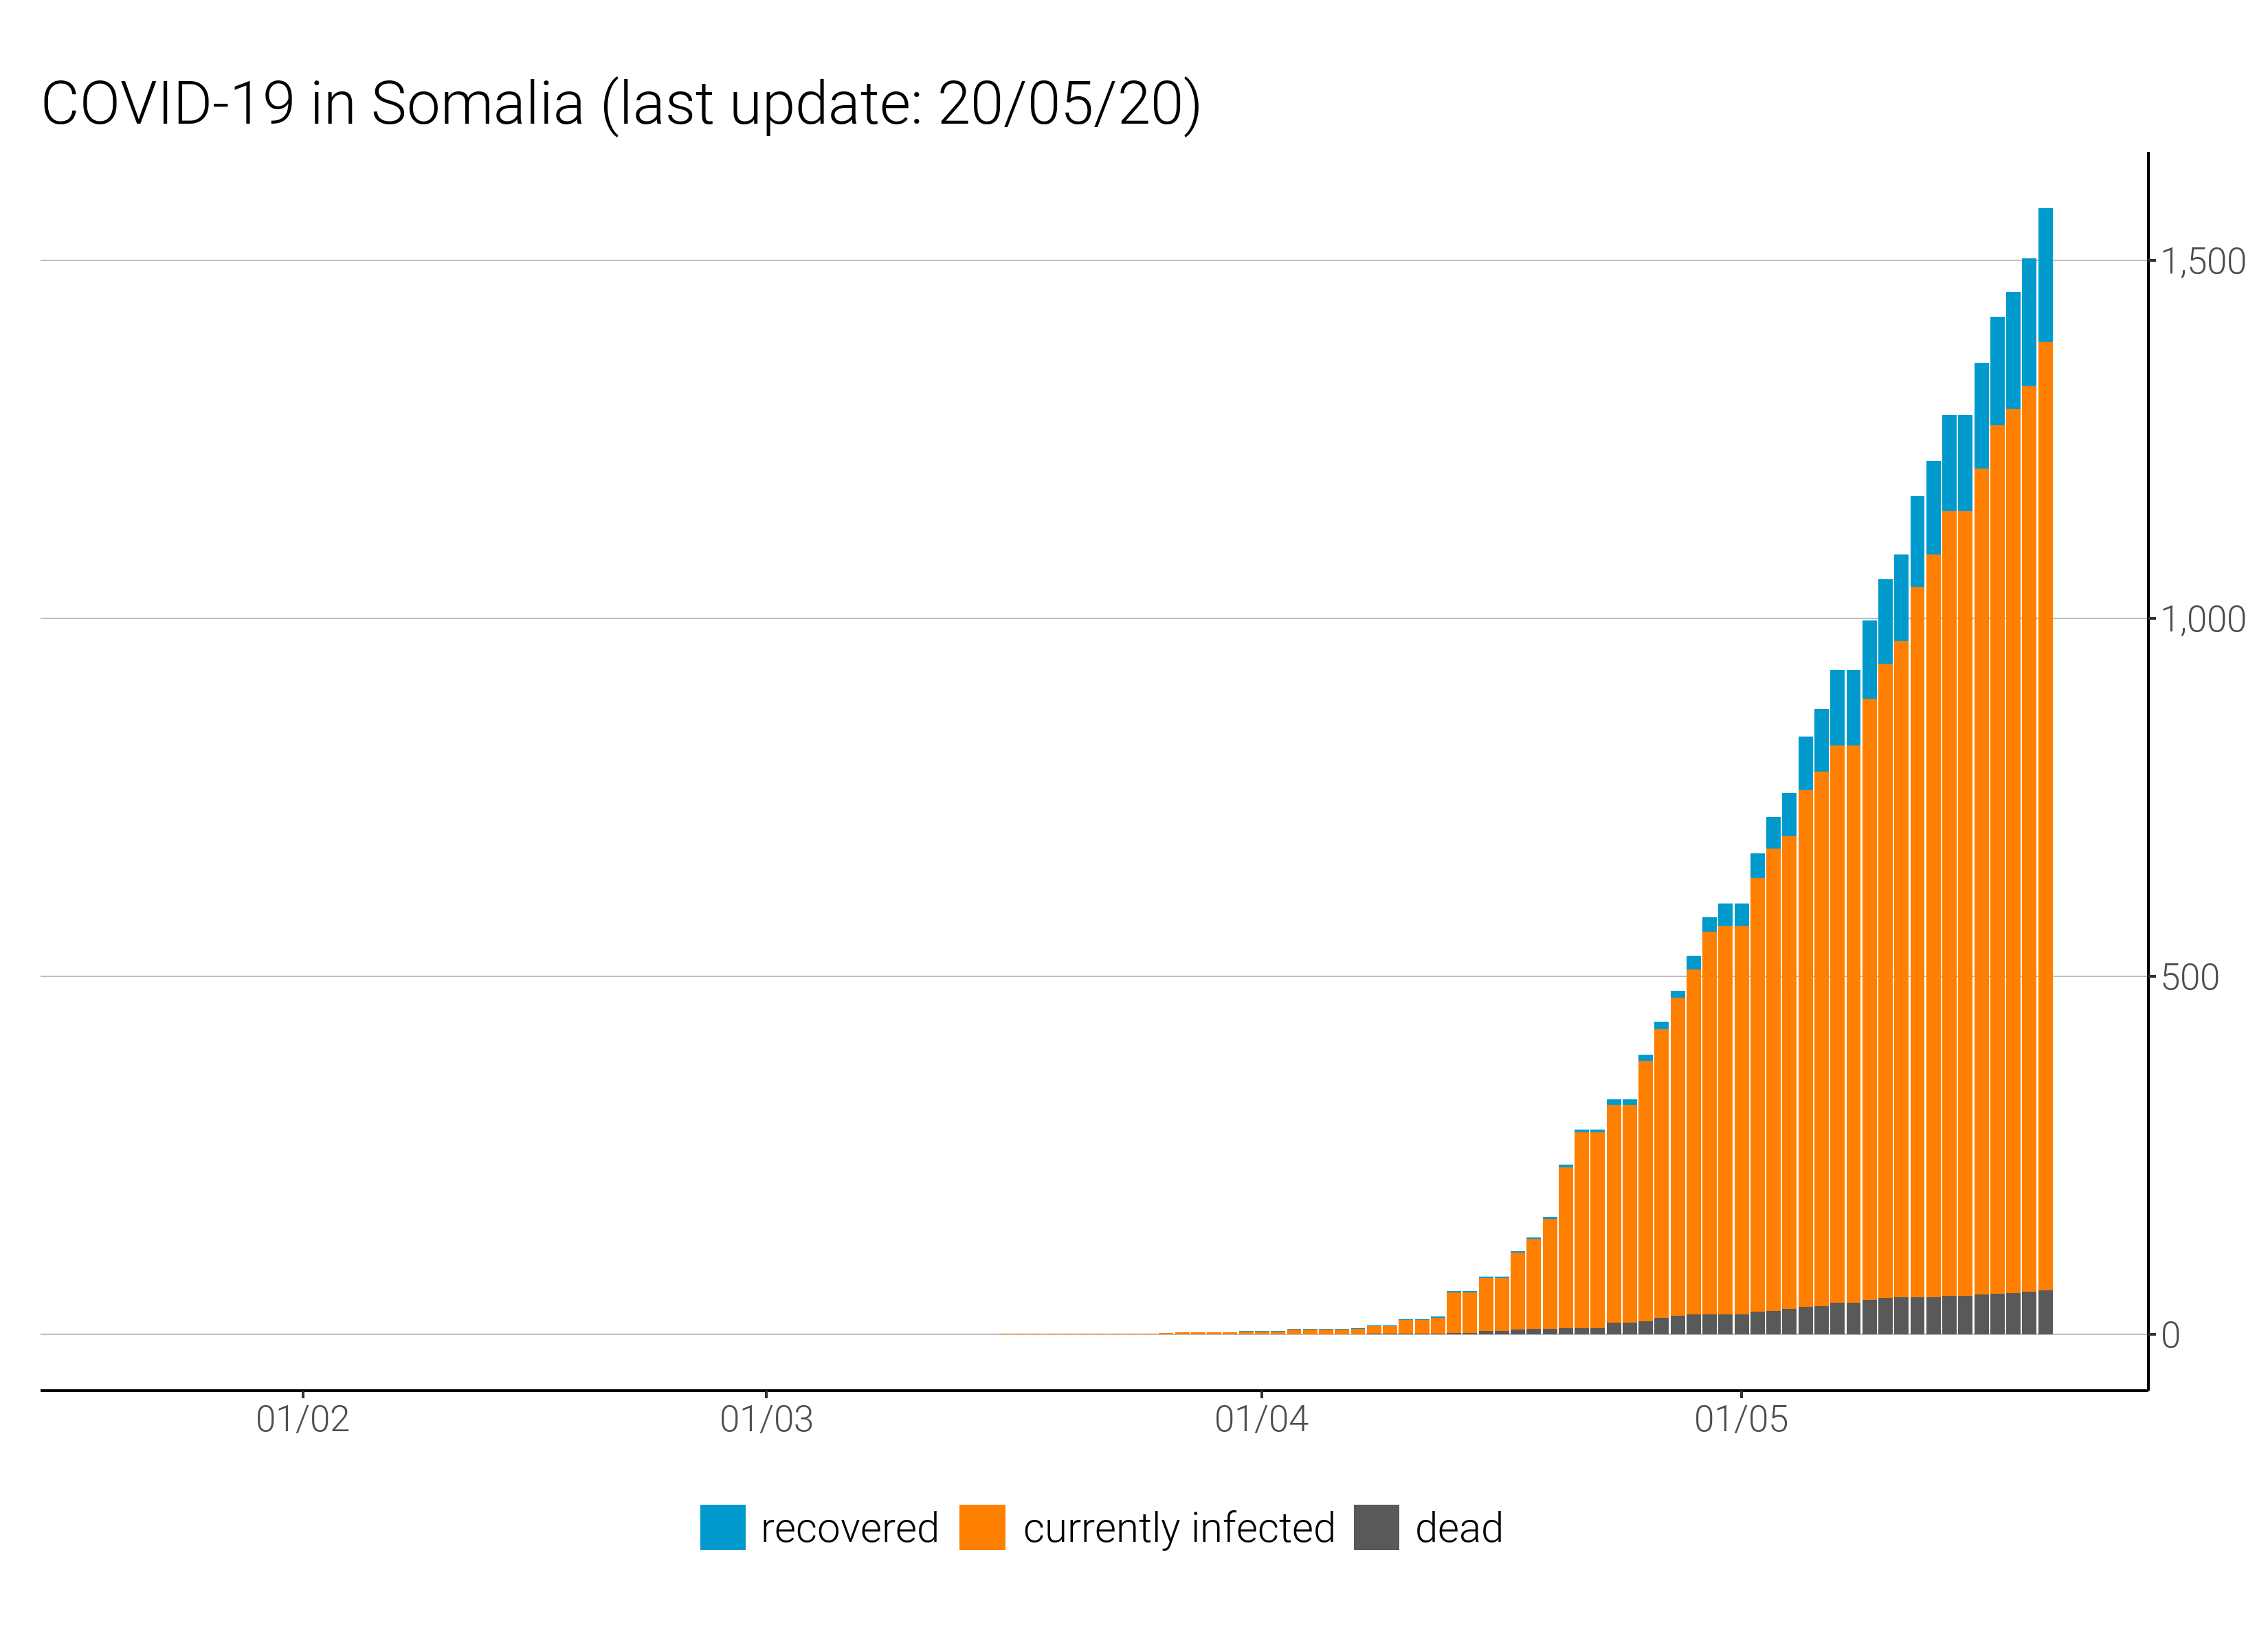 COVID-19 in Somalia (last update: 20/05/20)
1,500
1,000
500
0
01/02 01/03 01/04 01/05
recovered currently infected dead